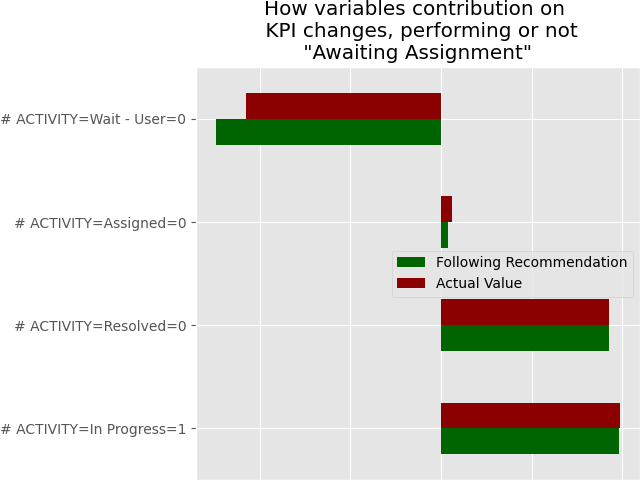 How variables contribution on
KPI changes, performing or not
"Awaiting Assignment"
# ACTIVITY=Wait - User=0
# ACTIVITY=Assigned=0
Following Recommendation
Actual Value
# ACTIVITY=Resolved=0
# ACTIVITY=In Progress=1